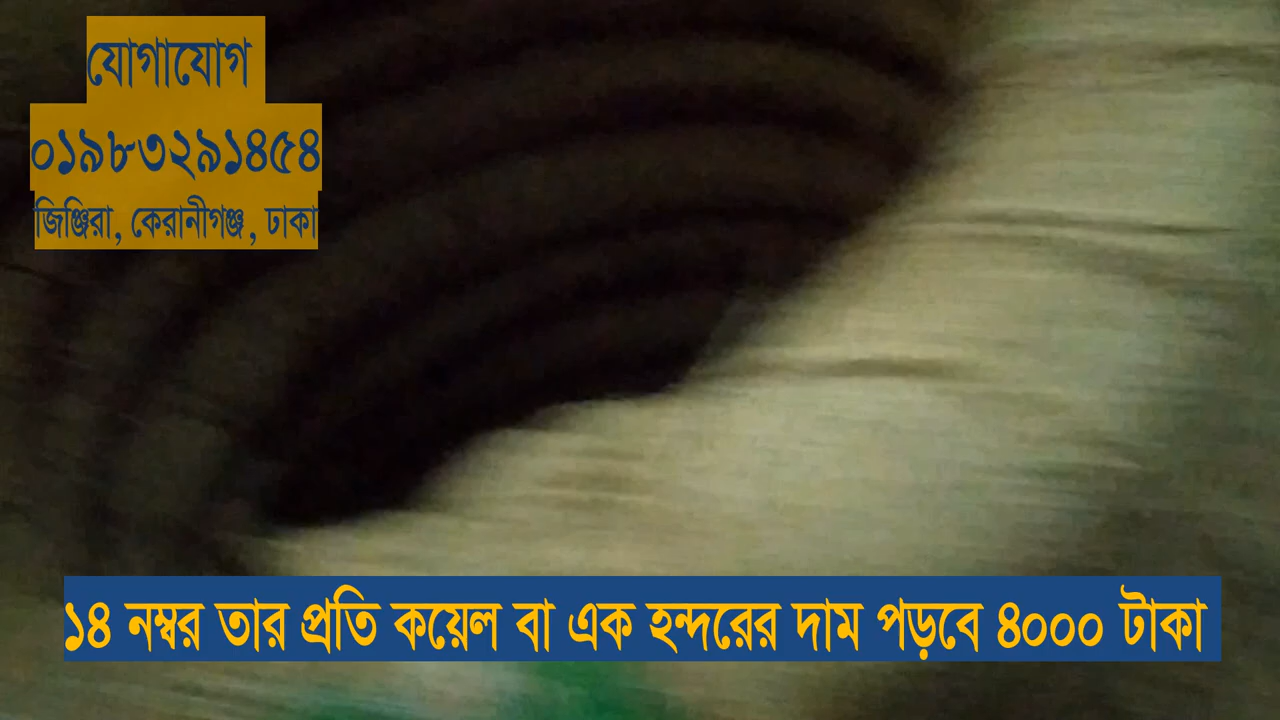 যোগাযোগ
০১৯৮৩২৯১৪৫৪
জিঞ্জিরা, কেরানীগঞ্জ, ঢাকা
১৪ নম্বর তার প্রতি কয়েল বা এক হন্দরের দাম পড়বে ৪০০০ টাকা